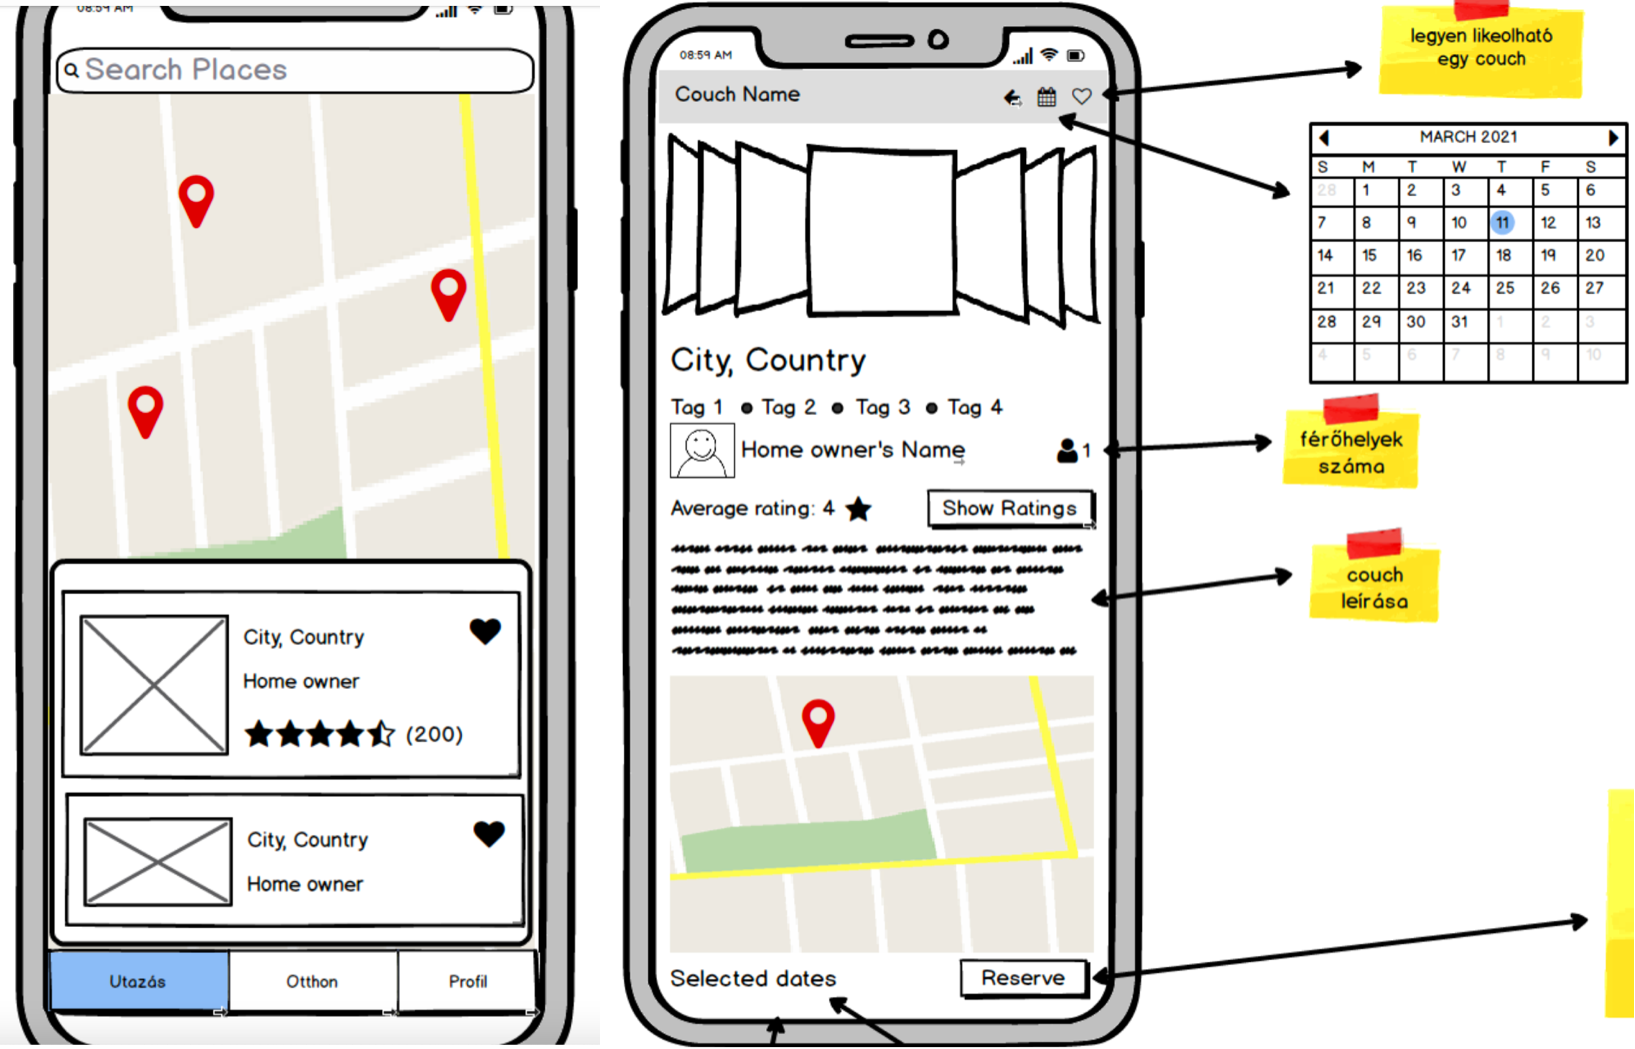 08:59 AM
Search Places
City, Country
Home owner
(200)
City, Country
Home owner
Utazás
Otthon
Profil
08:59 AM
Couch Name
City, Country
Tag 1 ● Tag 2 ● Tag 3 ● Tag 4
Home owner's Name
1
Average rating: 4
Show Ratings
Selected dates
Reserve
legyen likeolható
egy couch
MARCH 2021
S M T W T F S
28 1 2 3 4 5 6
7 8 9 10 11 12 13
14 15 16 17 18 19 20
21 22 23 24 25 26 27
28 29 30 31 1 2 3
4 5 6 7 8 9 10
férőhelyek
száma
couch
leírása